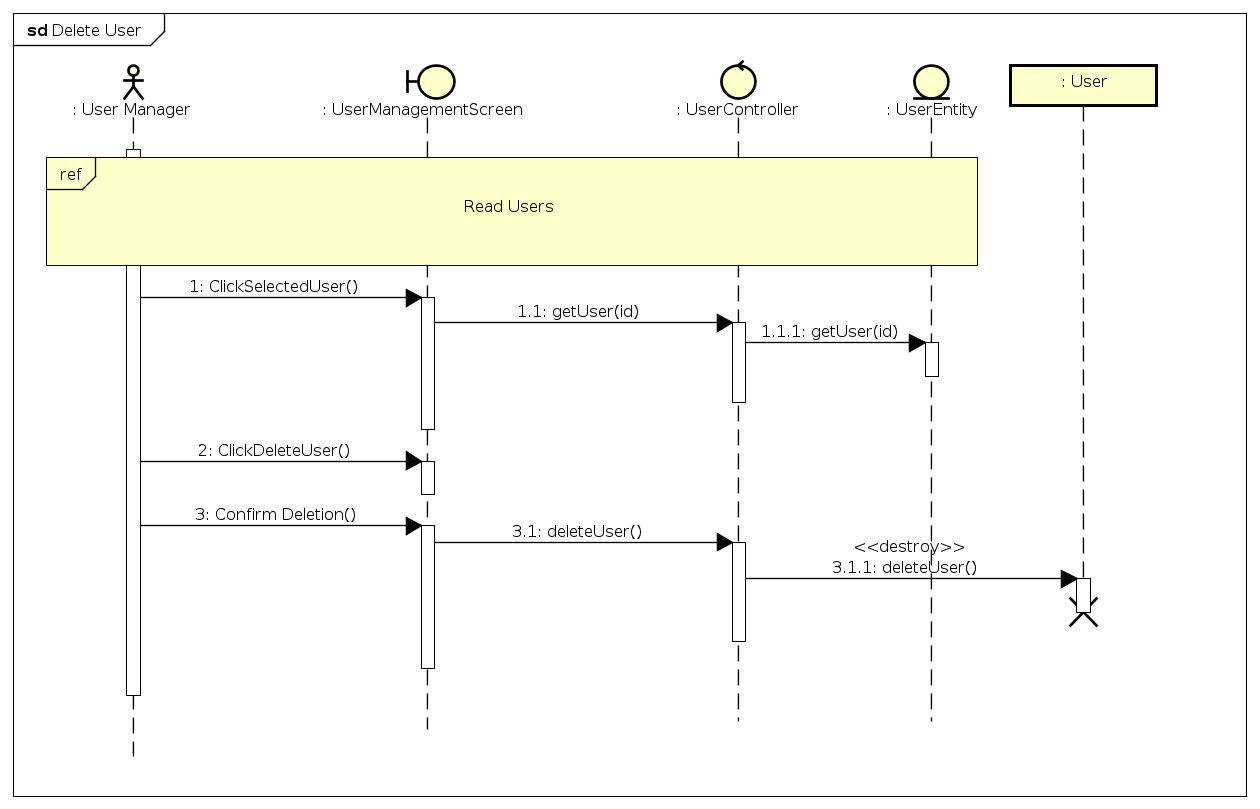 sd Delete User
: User Manager
: UserManagementScreen
: UserController
: UserEntity
: User
ref
Read Users
1: ClickSelectedUser()
1.1: getUser(id)
1.1.1: getUser(id)
2: ClickDeleteUser()
3: Confirm Deletion()
3.1: deleteUser()
<<destroy>>
3.1.1: deleteUser()